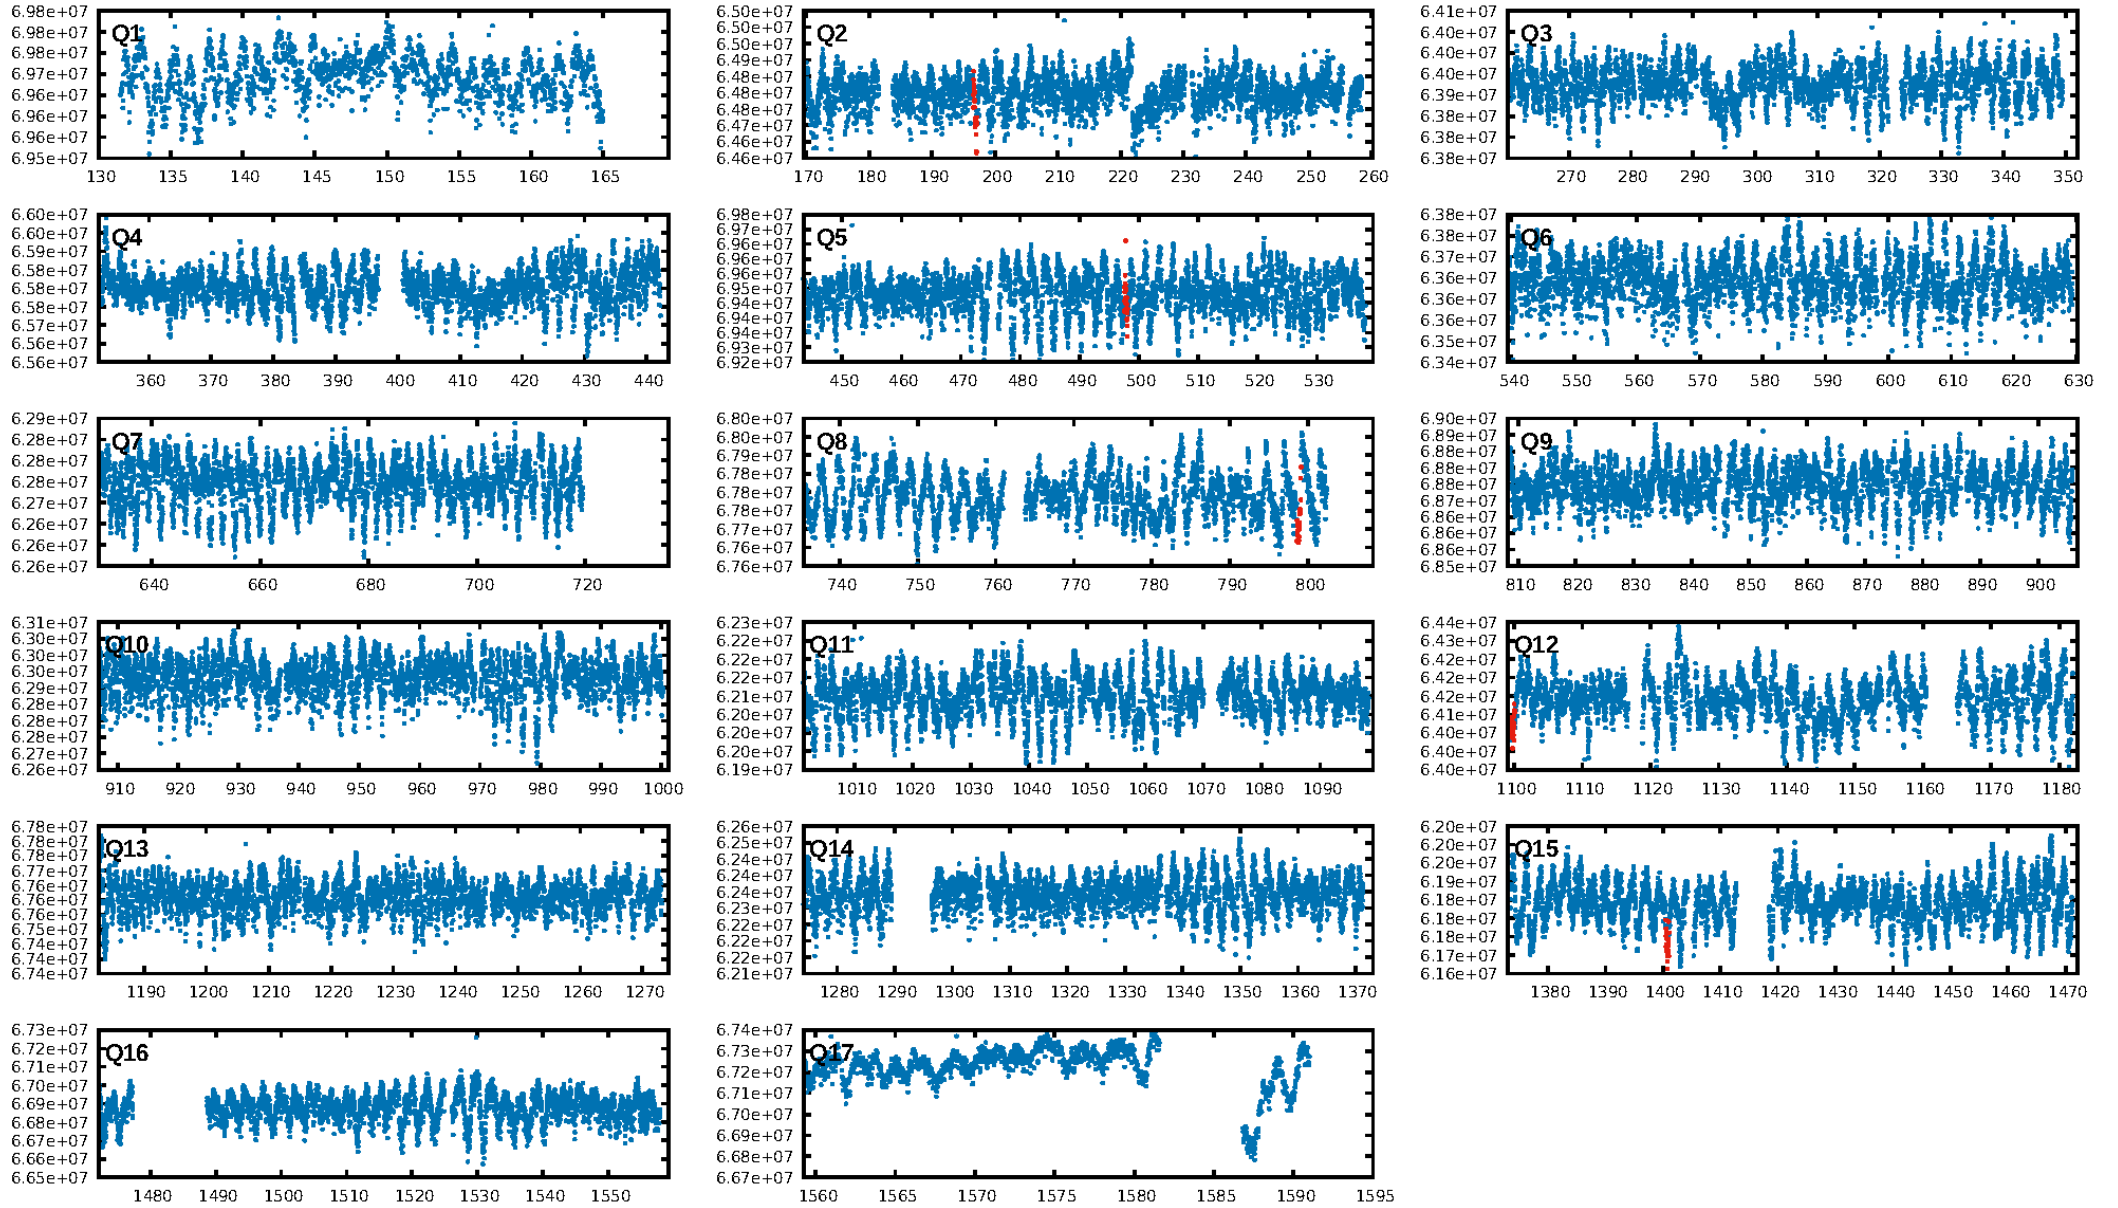 6.98e+07
6.98e+07
6.98e+07
6.97e+07
6.96e+07
6.96e+07
6.96e+07
6.95e+07
Q1
130 135 140 145 150 155 160 165
6.50e+07
6.50e+07
6.50e+07
6.49e+07
6.48e+07
6.48e+07
6.48e+07
6.47e+07
6.46e+07
6.46e+07
Q2
170 180 190 200 210 220 230 240 250 260
6.41e+07
6.40e+07
6.40e+07
6.40e+07
6.39e+07
6.38e+07
6.38e+07
6.38e+07
Q3
270 280 290 300 310 320 330 340 350
6.60e+07
6.60e+07
6.59e+07
6.58e+07
6.58e+07
6.58e+07
6.57e+07
6.56e+07
6.56e+07
Q4
360 370 380 390 400 410 420 430 440
6.98e+07
6.97e+07
6.96e+07
6.96e+07
6.96e+07
6.95e+07
6.94e+07
6.94e+07
6.94e+07
6.93e+07
6.92e+07
Q5
450 460 470 480 490 500 510 520 530
6.38e+07
6.38e+07
6.37e+07
6.36e+07
6.36e+07
6.36e+07
6.35e+07
6.34e+07
Q6
540 550 560 570 580 590 600 610 620 630
6.29e+07
6.28e+07
6.28e+07
6.28e+07
6.27e+07
6.26e+07
6.26e+07
6.26e+07
Q7
640 660 680 700 720
6.80e+07
6.80e+07
6.79e+07
6.78e+07
6.78e+07
6.78e+07
6.77e+07
6.76e+07
6.76e+07
Q8
740 750 760 770 780 790 800
6.90e+07
6.89e+07
6.88e+07
6.88e+07
6.88e+07
6.87e+07
6.86e+07
6.86e+07
6.86e+07
6.85e+07
Q9
810 820 830 840 850 860 870 880 890 900
6.31e+07
6.30e+07
6.30e+07
6.30e+07
6.29e+07
6.28e+07
6.28e+07
6.28e+07
6.27e+07
6.26e+07
Q10
910 920 930 940 950 960 970 980 990 1000
6.23e+07
6.22e+07
6.22e+07
6.22e+07
6.21e+07
6.20e+07
6.20e+07
6.20e+07
6.19e+07
Q11
1010 1020 1030 1040 1050 1060 1070 1080 1090
6.44e+07
6.43e+07
6.42e+07
6.42e+07
6.42e+07
6.41e+07
6.40e+07
6.40e+07
6.40e+07
Q12
1100 1110 1120 1130 1140 1150 1160 1170 1180
6.78e+07
6.78e+07
6.78e+07
6.77e+07
6.76e+07
6.76e+07
6.76e+07
6.75e+07
6.74e+07
6.74e+07
6.74e+07
Q13
1190 1200 1210 1220 1230 1240 1250 1260 1270
6.26e+07
6.25e+07
6.24e+07
6.24e+07
6.24e+07
6.23e+07
6.22e+07
6.22e+07
6.22e+07
6.21e+07
Q14
1280 1290 1300 1310 1320 1330 1340 1350 1360 1370
6.20e+07
6.20e+07
6.20e+07
6.19e+07
6.18e+07
6.18e+07
6.18e+07
6.17e+07
6.16e+07
Q15
1380 1390 1400 1410 1420 1430 1440 1450 1460 1470
6.73e+07
6.72e+07
6.71e+07
6.70e+07
6.69e+07
6.68e+07
6.67e+07
6.66e+07
6.65e+07
Q16
1480 1490 1500 1510 1520 1530 1540 1550
6.74e+07
6.73e+07
6.72e+07
6.71e+07
6.70e+07
6.69e+07
6.68e+07
6.67e+07
Q17
1560 1565 1570 1575 1580 1585 1590 1595